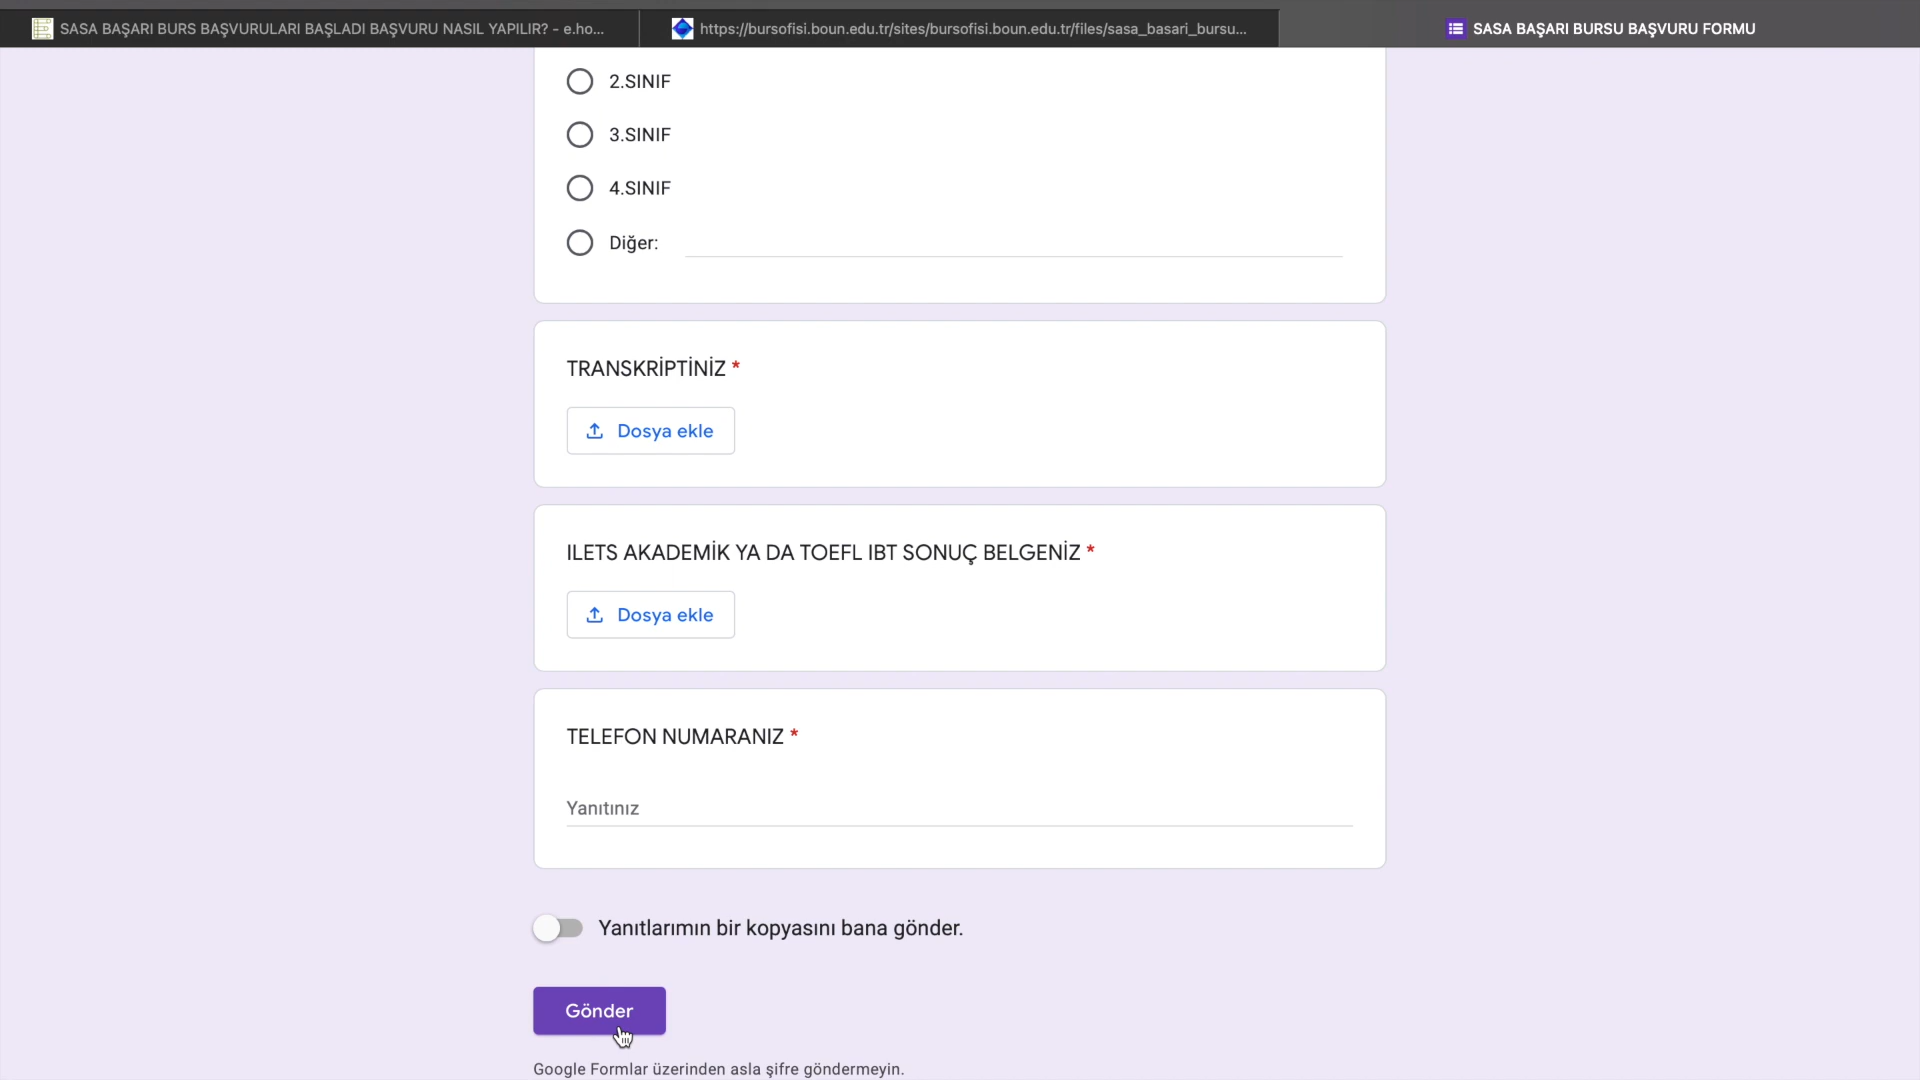 SASA BAŞARI BURS BAŞVURULARI BAŞLADI BAŞVURU NASIL YAPILIR? - e.ho...
https://bursofisi.boun.edu.tr/sites/bursofisi.boun.edu.tr/files/sasa_basari_bursu...
SASA BAŞARI BURSU BAŞVURU FORMU
2.SINIF
3.SINIF
4.SINIF
Diğer:
TRANSKRİPTİNİZ *
Dosya ekle
ILETS AKADEMİK YA DA TOEFL IBT SONUÇ BELGENİZ *
Dosya ekle
TELEFON NUMARANIZ *
Yanıtınız
Yanıtlarımın bir kopyasını bana gönder.
Gönder
Google Formlar üzerinden asla şifre göndermeyin.